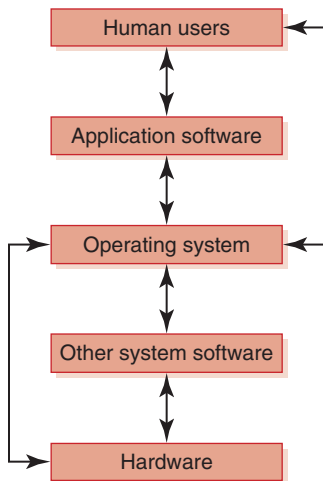 Human users
Application software
Operating system
Other system software
Hardware